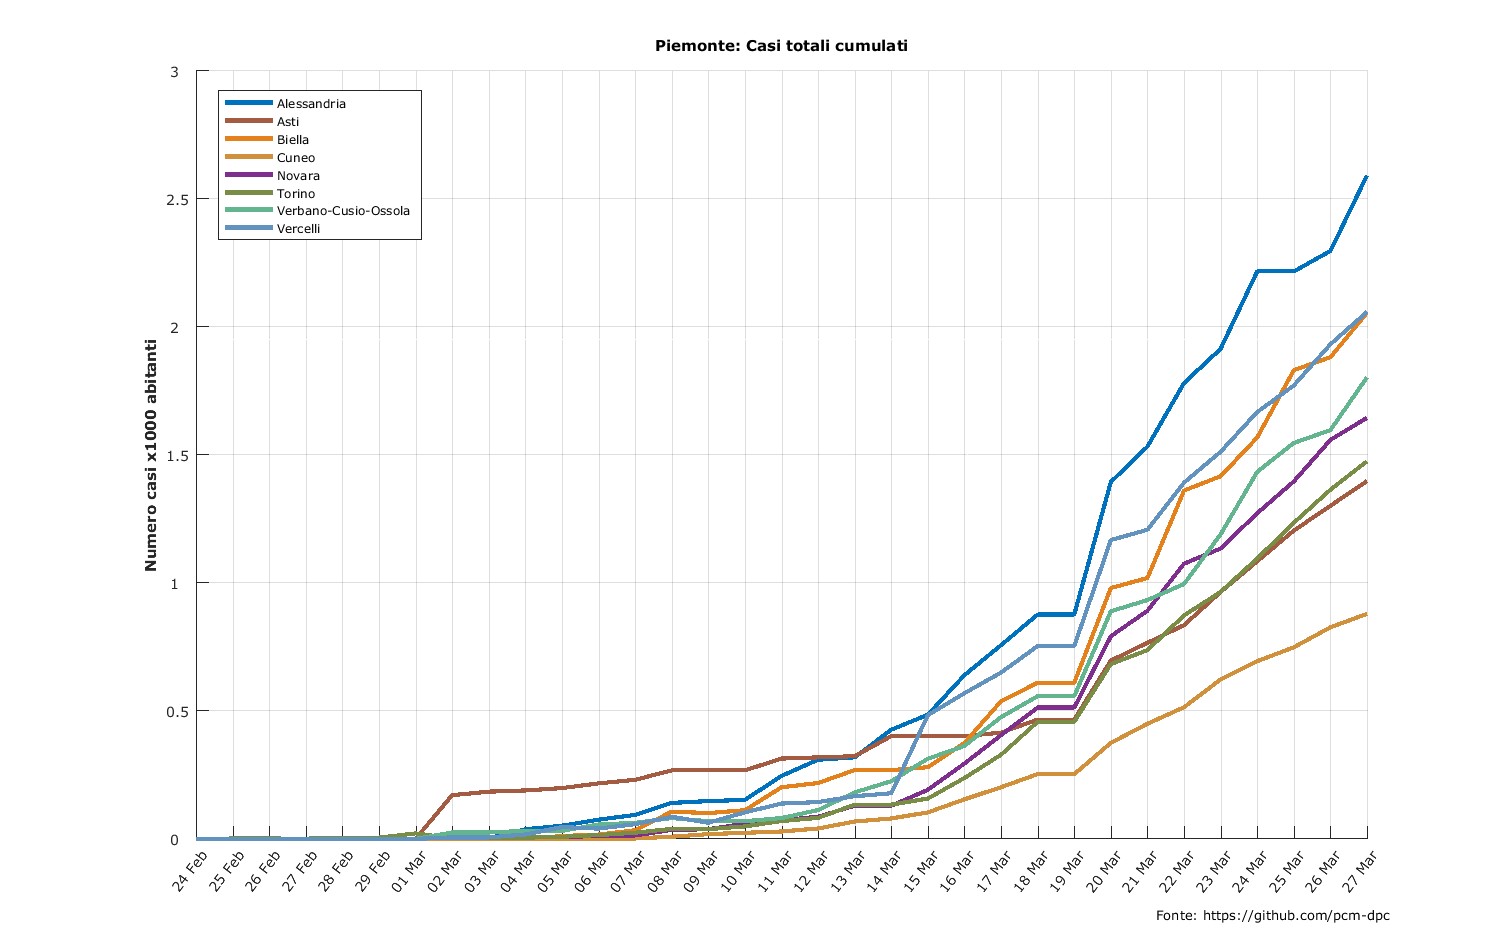 Piemonte: Casi totali cumulati
3
2.5
2
1.5
1
0.5
0
Numero casi x1000 abitanti
Alessandria
Asti
Biella
Cuneo
Novara
Torino
Verbano-Cusio-Ossola
Vercelli
24 Feb
25 Feb
26 Feb
27 Feb
28 Feb
29 Feb
01 Mar
02 Mar
03 Mar
04 Mar
05 Mar
06 Mar
07 Mar
08 Mar
09 Mar
10 Mar
11 Mar
12 Mar
13 Mar
14 Mar
15 Mar
16 Mar
17 Mar
18 Mar
19 Mar
20 Mar
21 Mar
22 Mar
23 Mar
24 Mar
25 Mar
26 Mar
27 Mar
Fonte: https://github.com/pcm-dpc